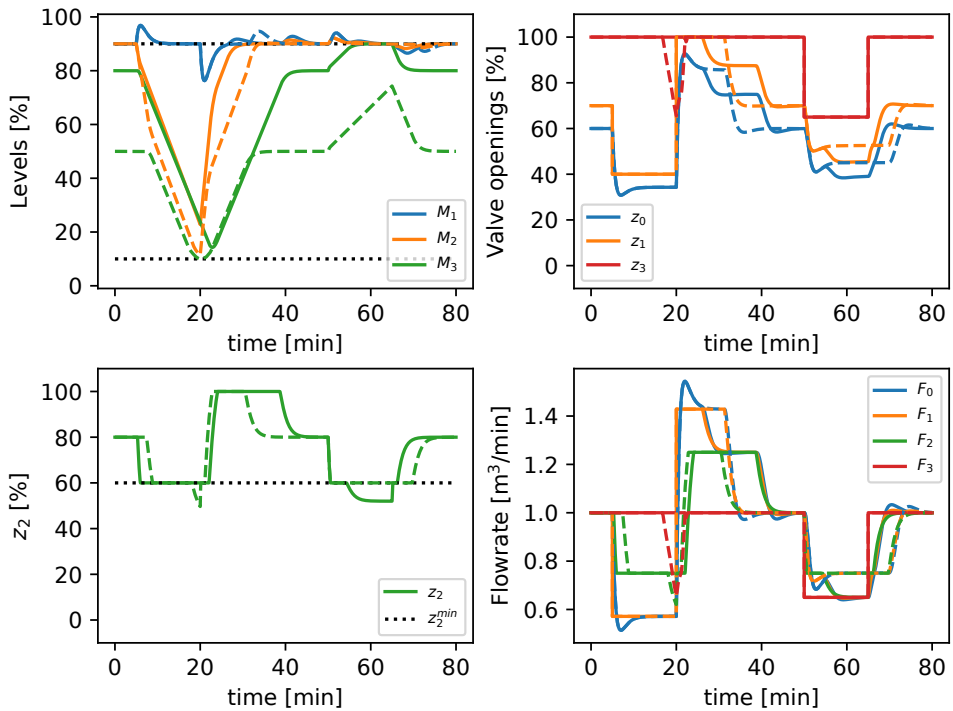 100
80
60
40
20
0
Levels [%]
M₁
M₂
M₃
0 20 40 60 80
time [min]
100
80
60
40
20
0
Valve openings [%]
z₀
z₁
z₃
0 20 40 60 80
time [min]
100
80
60
40
20
0
z₂ [%]
z₂
z₂ᵐⁱⁿ
0 20 40 60 80
time [min]
1.4
1.2
1.0
0.8
0.6
Flowrate [m³/min]
F₀
F₁
F₂
F₃
0 20 40 60 80
time [min]